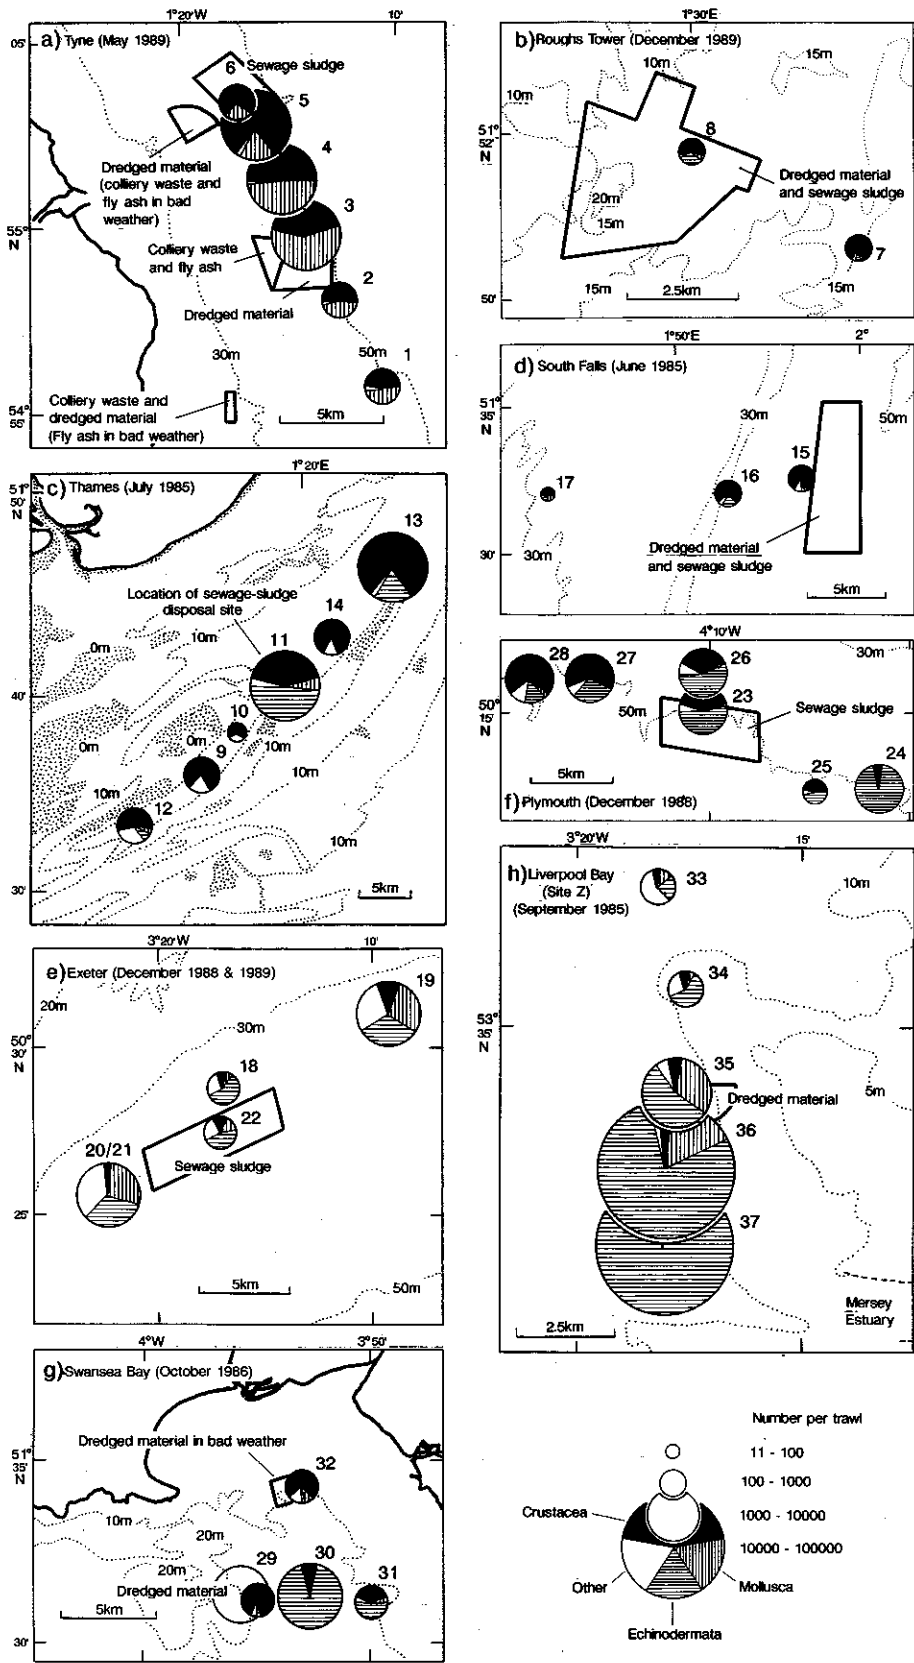 1° 20' W
10'
05'
a) Tyne (May 1989)
6
Sewage sludge
5
4
Dredged material
(colliery waste and
fly ash in bad
weather)
3
55°
N
Colliery waste
and fly ash
2
Dredged material
30m
50m
1
Colliery waste and
dredged material
(Fly ash in bad weather)
5km
54°
55'
1° 30' E
b) Roughs Tower (December 1989)
10m
15m
10m
51°
52'
N
8
Dredged material
and sewage sludge
20m
15m
7
15m
2.5km
15m
50'
1° 20' E
51°
50'
N
c) Thames (July 1985)
13
Location of sewage-sludge
disposal site
14
0m
10m
11
40'
10
0m
0m
10m
9
10m
10m
12
10m
5km
30'
1° 50' E
2°
d) South Falls (June 1985)
51°
35'
N
30m
50m
15
17
16
Dredged material
and sewage sludge
30'
30m
5km
4° 10' W
28
27
26
30m
50°
15'
N
50m
23
Sewage sludge
24
5km
25
f) Plymouth (December 1988)
3° 20' W
10'
e) Exeter (December 1988 & 1989)
19
20m
30m
50°
30'
N
18
22
20/21
Sewage sludge
25'
5km
50m
3° 20' W
15'
h) Liverpool Bay
(Site Z)
(September 1985)
33
10m
34
53°
35'
N
35
5m
Dredged material
36
37
Mersey
Estuary
2.5km
4° W
3° 50'
g) Swansea Bay (October 1986)
Dredged material in bad weather
51°
35'
N
32
10m
20m
20m
29
30
31
Dredged material
5km
30'
Number per trawl
11 - 100
100 - 1000
Crustacea
1000 - 10000
10000 - 100000
Other
Mollusca
Echinodermata